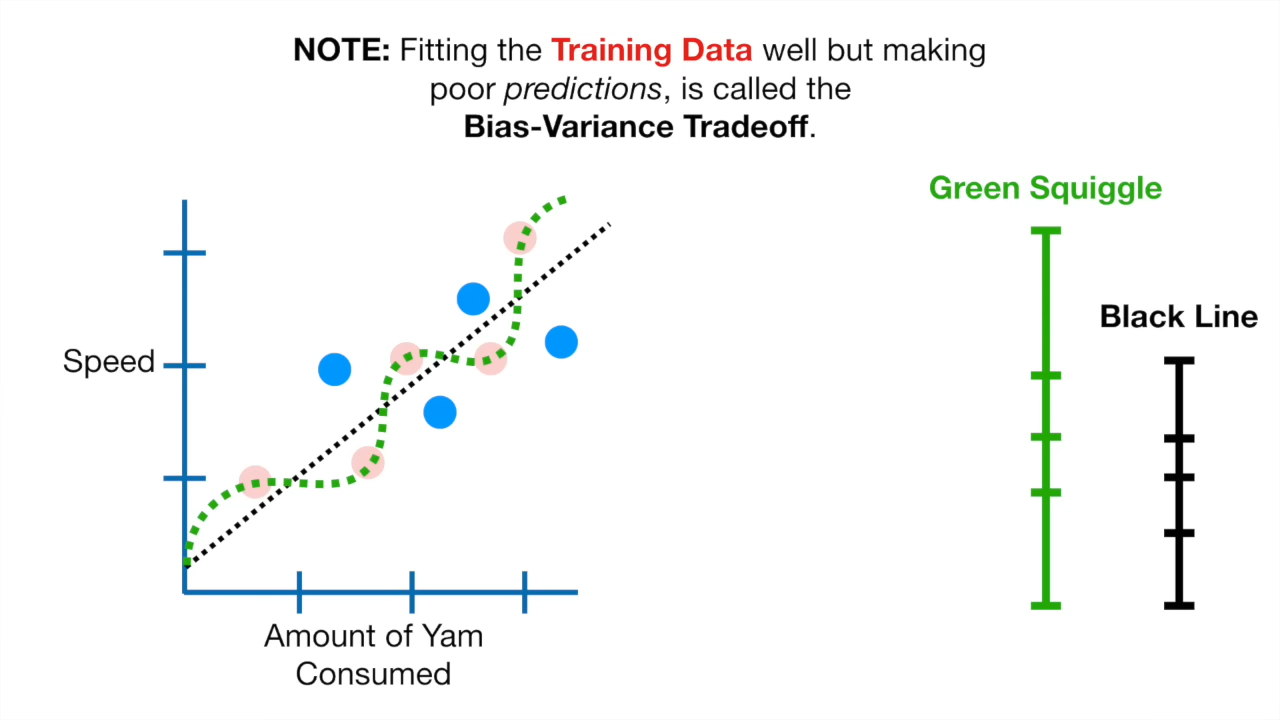 NOTE: Fitting the Training Data well but making
poor predictions, is called the
Bias-Variance Tradeoff.
Green Squiggle
Black Line
Speed
Amount of Yam
Consumed